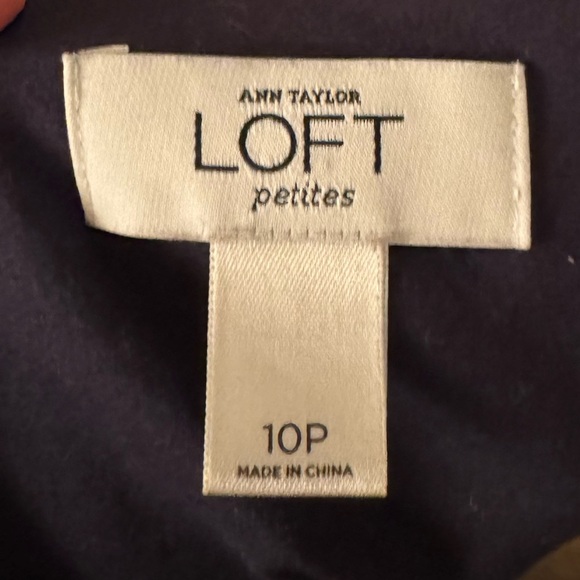 ANN TAYLOR
LOFT
petites
10P
MADE IN CHINA